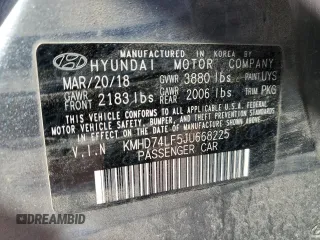 MANUFACTURED IN KOREA BY
HYUNDAI MOTOR COMPANY
MAR/20/18 GVWR 3880 lbs PAINT UYS
GAWR FRT 2183 lbs GAWR RR 2006 lbs TRIM PKG
THIS VEHICLE CONFORMS TO ALL APPLICABLE
U.S. FEDERAL MOTOR VEHICLE SAFETY,
BUMPER, AND THEFT PREVENTION STANDARDS
IN EFFECT ON THE DATE OF MANUFACTURE
SHOWN ABOVE.
V.I.N KMHD74LF5JU668225
PASSENGER CAR
DREAMBID